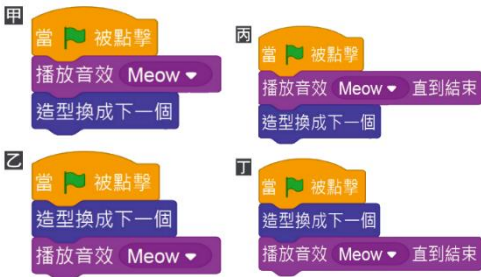 甲
當 被點擊
播放音效 Meow
造型換成下一個
乙
當 被點擊
造型換成下一個
播放音效 Meow
丙
當 被點擊
播放音效 Meow 直到結束
造型換成下一個
丁
當 被點擊
造型換成下一個
播放音效 Meow 直到結束